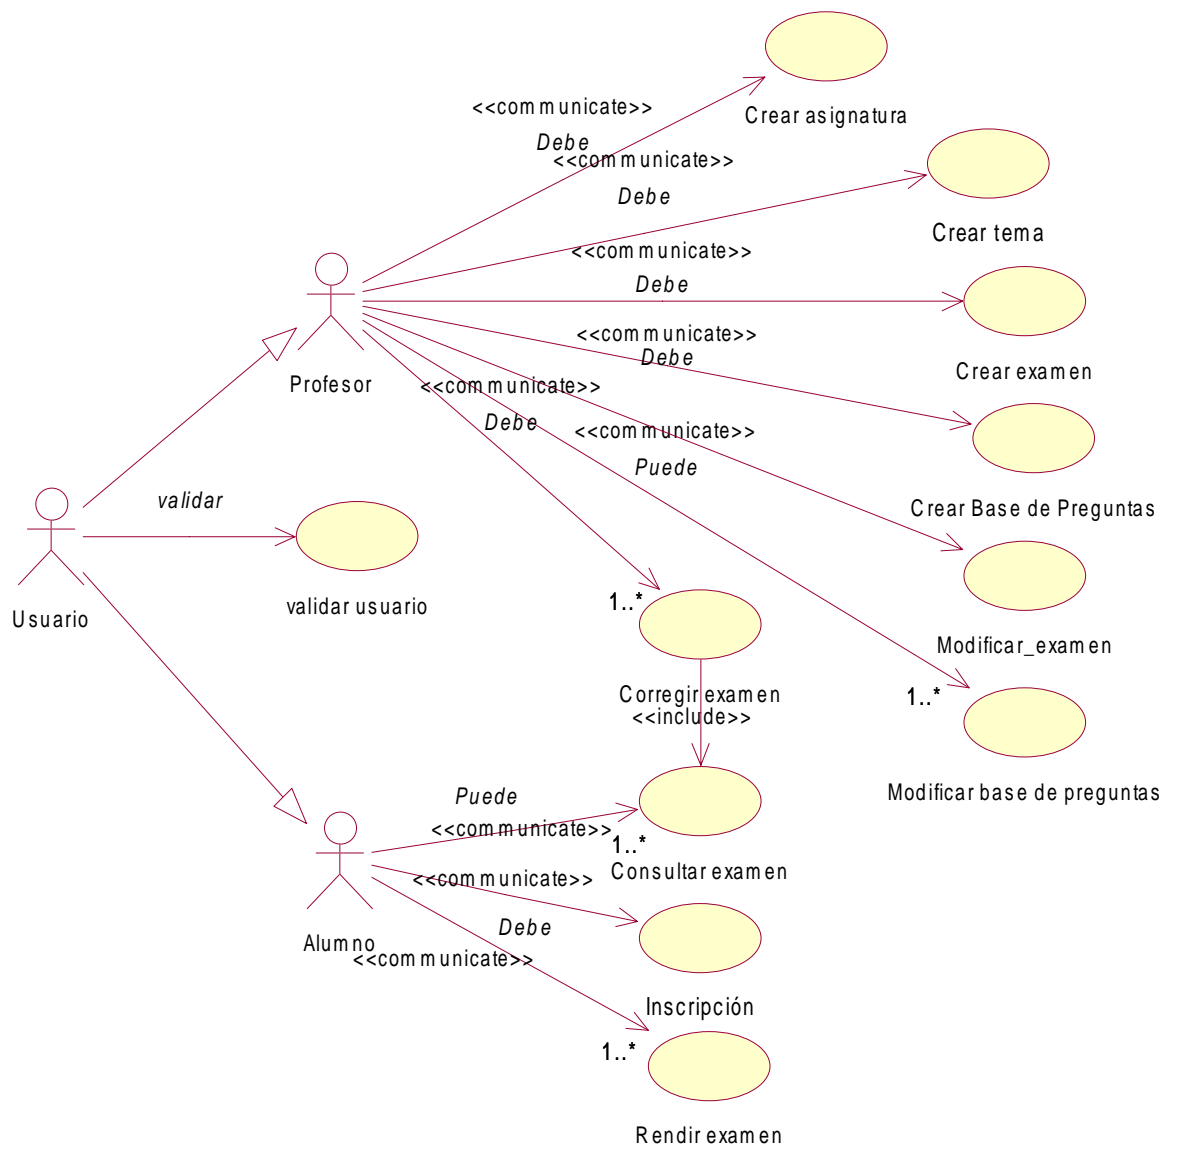 <<communicate>>
Crear asignatura
Debe
<<communicate>>
Debe
Crear tema
<<communicate>>
Debe
<<communicate>>
Debe
Crear examen
Profesor
<<communicate>>
Debe
<<communicate>>
Puede
validar
Crear Base de Preguntas
Usuario
validar usuario
1..*
Modificar_examen
Corregir examen
<<include>>
1..*
Puede
<<communicate>>
1..*
Modificar base de preguntas
Consultar examen
<<communicate>>
Debe
Alumno
<<communicate>>
Inscripción
1..*
Rendir examen